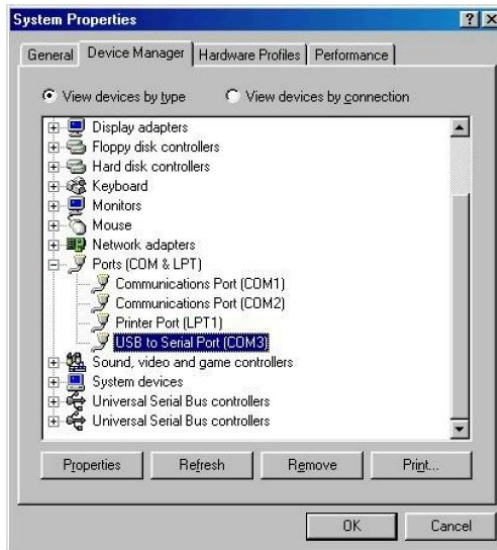 System Properties
General Device Manager Hardware Profiles Performance
View devices by type View devices by connection
Display adapters
Floppy disk controllers
Hard disk controllers
Keyboard
Monitors
Mouse
Network adapters
Ports (COM & LPT)
Communications Port (COM1)
Communications Port (COM2)
Printer Port (LPT1)
USB to Serial Port (COM3)
Sound, video and game controllers
System devices
Universal Serial Bus controllers
Universal Serial Bus controllers
Properties Refresh Remove Print...
OK Cancel